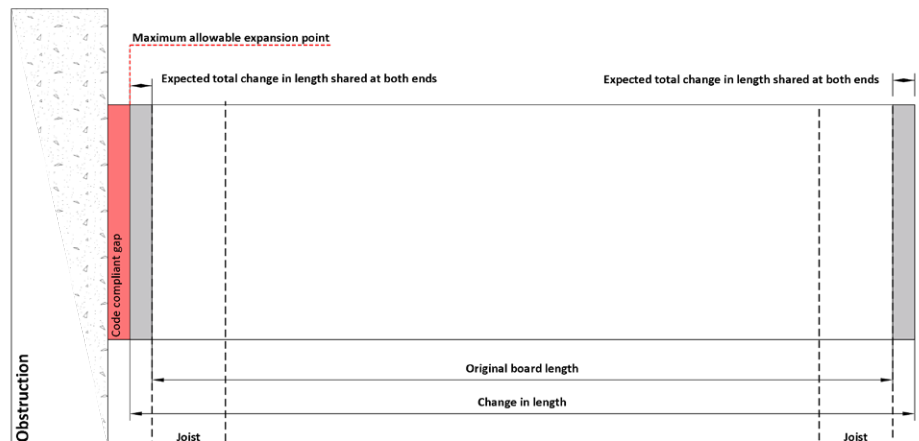 Maximum allowable expansion point
Expected total change in length shared at both ends
Expected total change in length shared at both ends
Code compliant gap
Original board length
Change in length
Obstruction
Joist
Joist